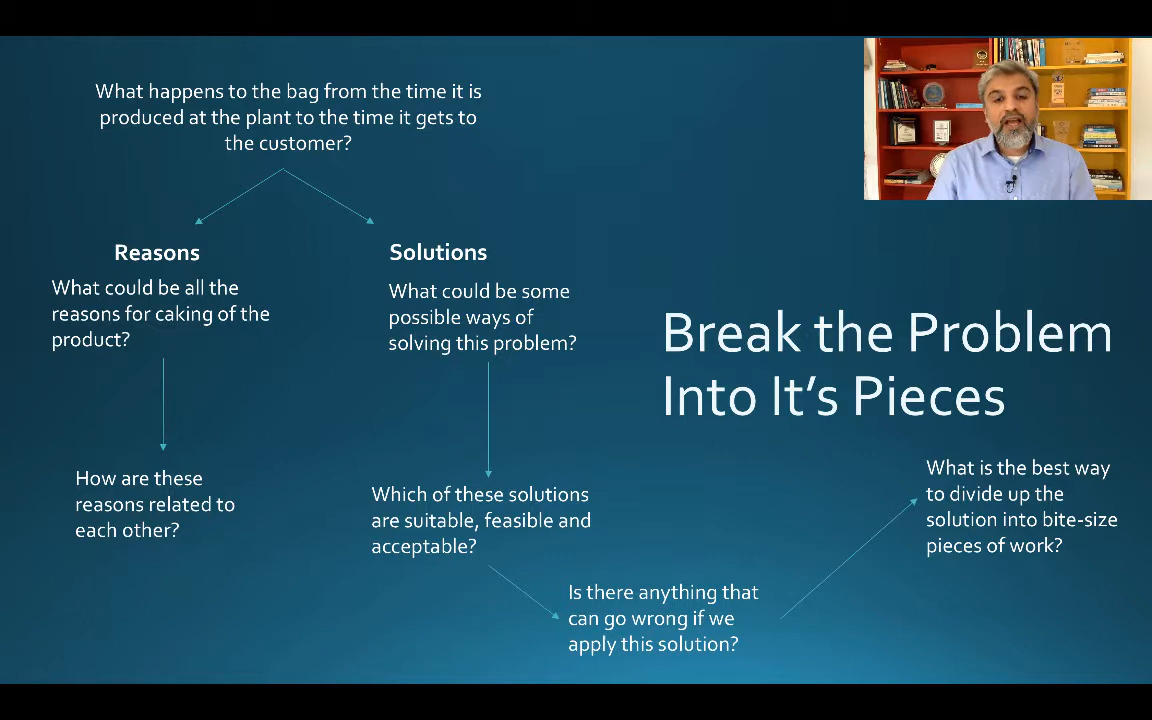 What happens to the bag from the time it is
produced at the plant to the time it gets to
the customer?
Reasons
What could be all the
reasons for caking of the
product?
How are these
reasons related to
each other?
Solutions
What could be some
possible ways of
solving this problem?
Which of these solutions
are suitable, feasible and
acceptable?
Is there anything that
can go wrong if we
apply this solution?
What is the best way
to divide up the
solution into bite-size
pieces of work?
Break the Problem
Into It's Pieces